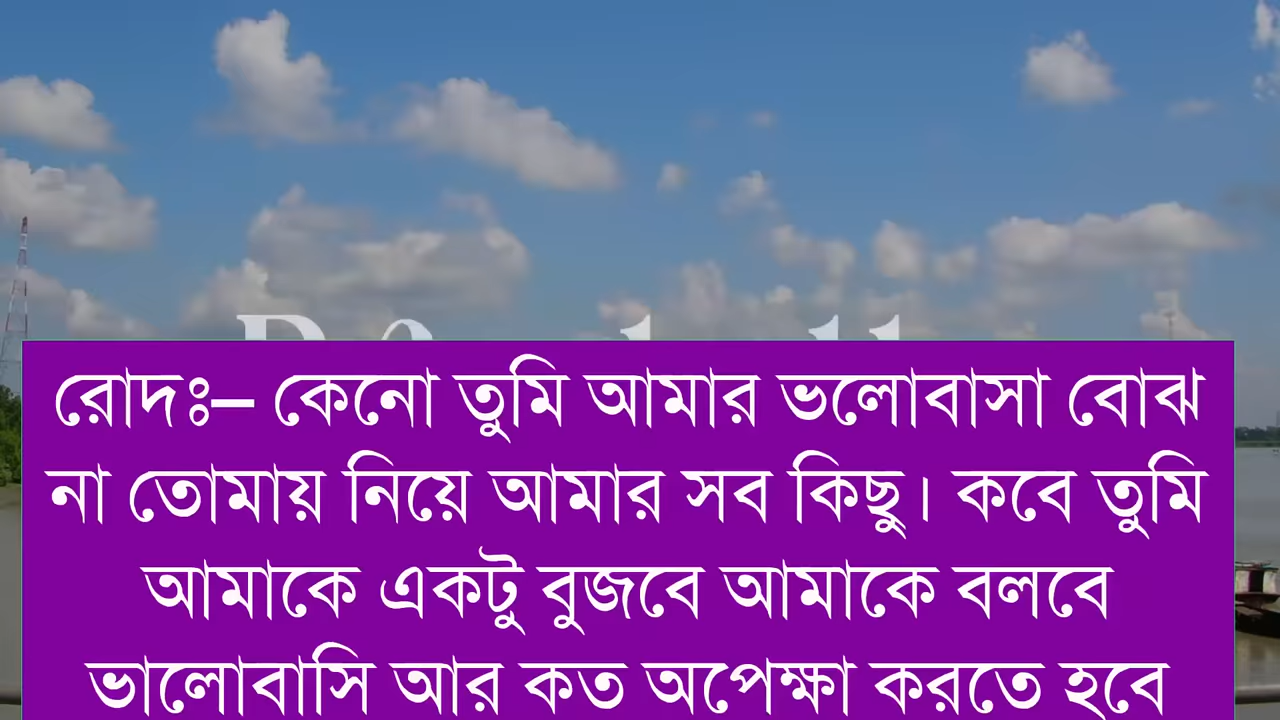 রোদঃ– কেনো তুমি আমার ভলোবাসা বোঝ
না তোমায় নিয়ে আমার সব কিছু। কবে তুমি
আমাকে একটু বুজবে আমাকে বলবে
ভালোবাসি আর কত অপেক্ষা করতে হবে